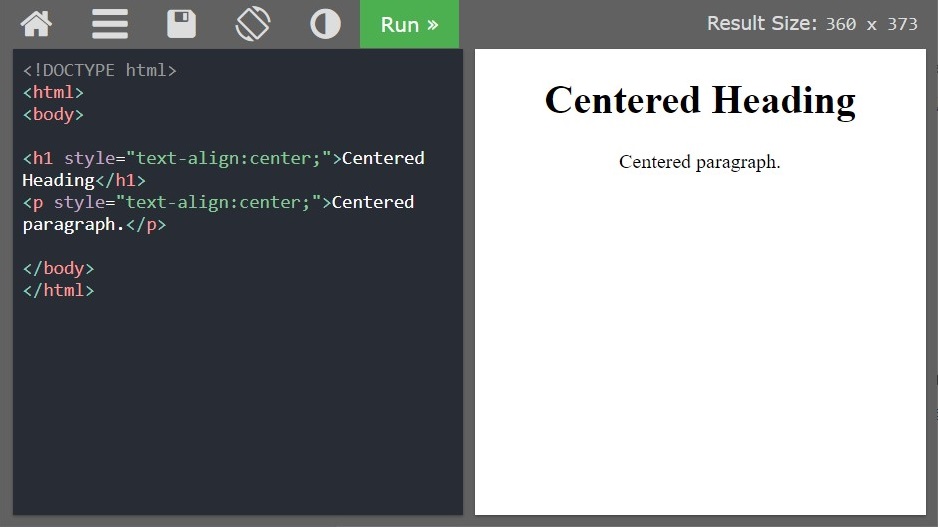 Run »
Result Size: 360 x 373
<!DOCTYPE html>
<html>
<body>
<h1 style="text-align:center;">Centered
Heading</h1>
<p style="text-align:center;">Centered
paragraph.</p>
</body>
</html>
Centered Heading
Centered paragraph.